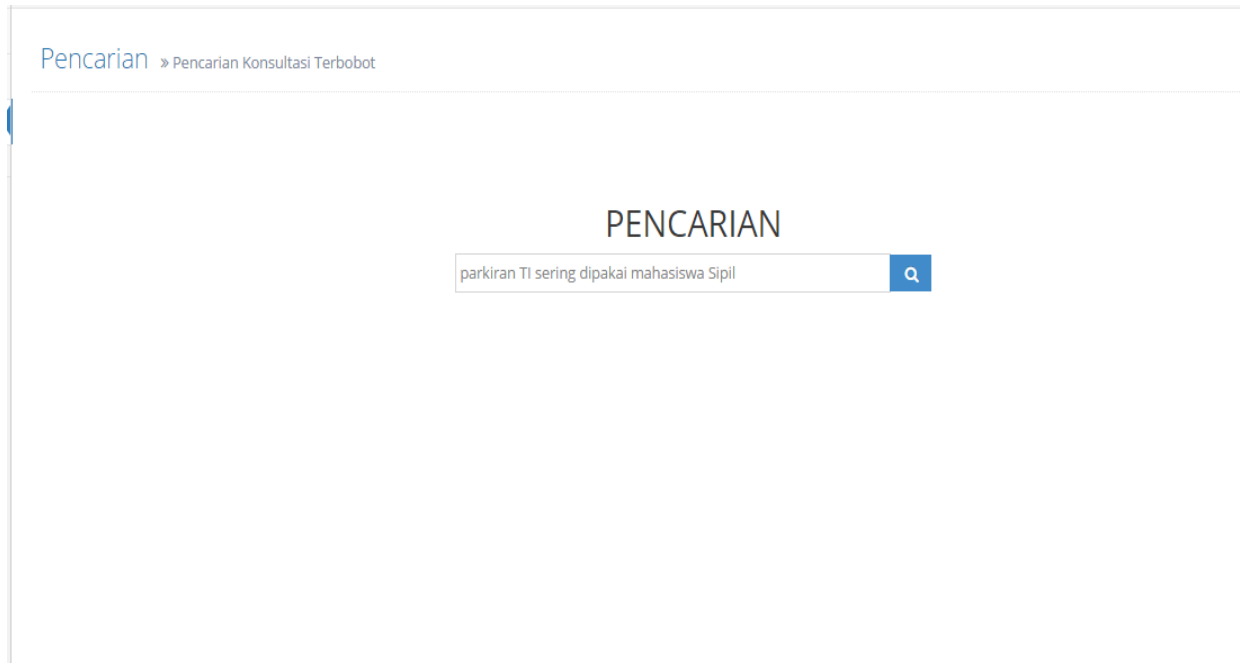 Pencarian » Pencarian Konsultasi Terbobot
PENCARIAN
parkiran TI sering dipakai mahasiswa Sipil